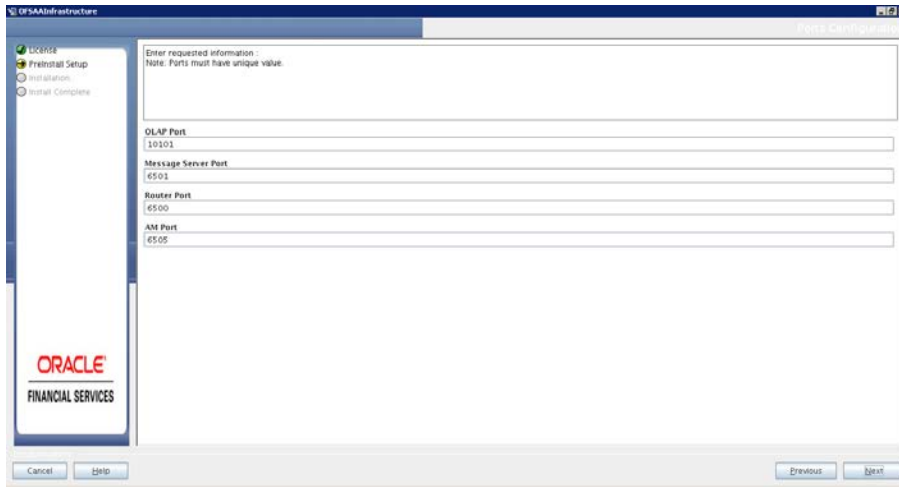 OFSAAInfrastructure
Ports Configuration
License
PreInstall Setup
Installation
Install Complete
Enter requested information :
Note: Ports must have unique value.
OLAP Port
10101
Message Server Port
6501
Router Port
6500
AM Port
6505
ORACLE
FINANCIAL SERVICES
Cancel
Help
Previous
Next